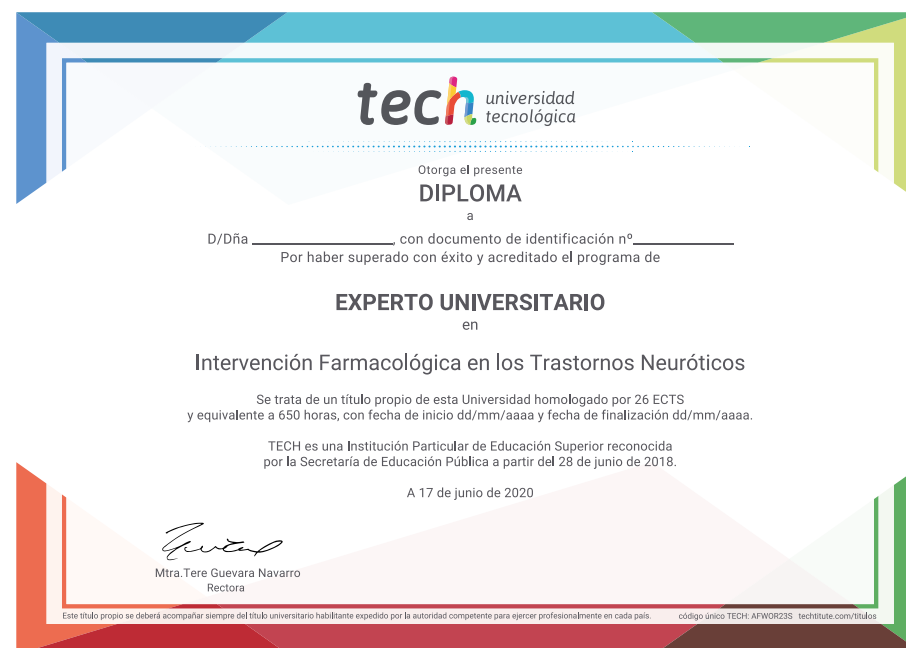 tech universidad
tecnológica
Otorga el presente
DIPLOMA
a
D/Dña ____________________, con documento de identificación nº______________
Por haber superado con éxito y acreditado el programa de
EXPERTO UNIVERSITARIO
en
Intervención Farmacológica en los Trastornos Neuróticos
Se trata de un título propio de esta Universidad homologado por 26 ECTS
y equivalente a 650 horas, con fecha de inicio dd/mm/aaaa y fecha de finalización dd/mm/aaaa.
TECH es una Institución Particular de Educación Superior reconocida
por la Secretaría de Educación Pública a partir del 28 de junio de 2018.
A 17 de junio de 2020
Mtra.Tere Guevara Navarro
Rectora
Este título propio se deberá acompañar siempre del título universitario habilitante expedido por la autoridad competente para ejercer profesionalmente en cada país. código único TECH: AFWOR23S techtitute.com/titulos